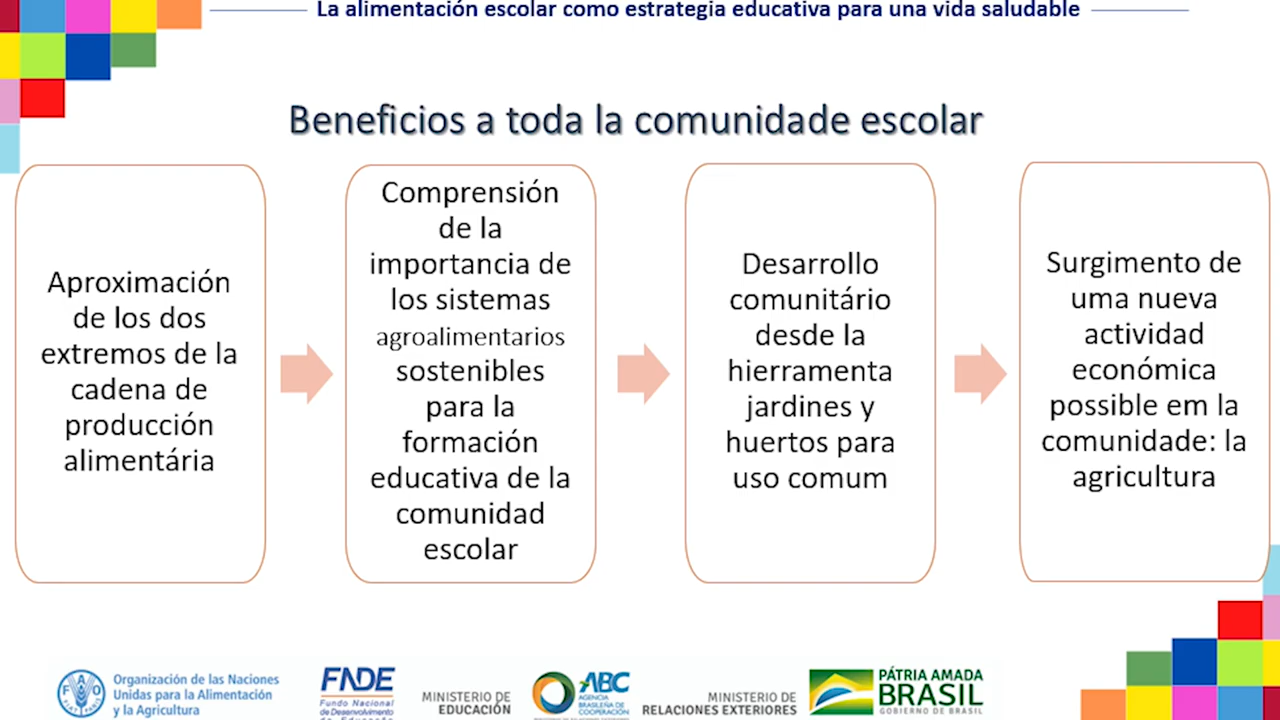 La alimentación escolar como estrategia educativa para una vida saludable
Beneficios a toda la comunidade escolar
Aproximación
de los dos
extremos de la
cadena de
producción
alimentária
Comprensión
de la
importancia de
los sistemas
agroalimentarios
sostenibles
para la
formación
educativa de la
comunidad
escolar
Desarrollo
comunitário
desde la
hierramenta
jardines y
huertos para
uso comum
Surgimento de
uma nueva
actividad
económica
possible em la
comunidade: la
agricultura
FAO
FIAT PANIS
Organización de las Naciones
Unidas para la Alimentación
y la Agricultura
FNDE
Fundo Nacional
de Desenvolvimento
da Educação
MINISTERIO DE
EDUCACIÓN
ABC
AGENCIA
BRASILEÑA DE
COOPERACIÓN
MINISTERIO DE
RELACIONES EXTERIORES
PÁTRIA AMADA
BRASIL
GOBIERNO DE BRASIL